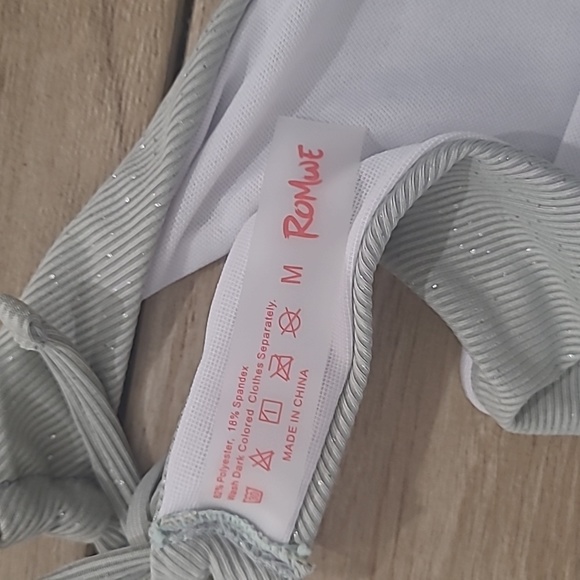 ROMWE
M
82% Polyester, 18% Spandex
Wash Dark Colored Clothes Separately.
MADE IN CHINA